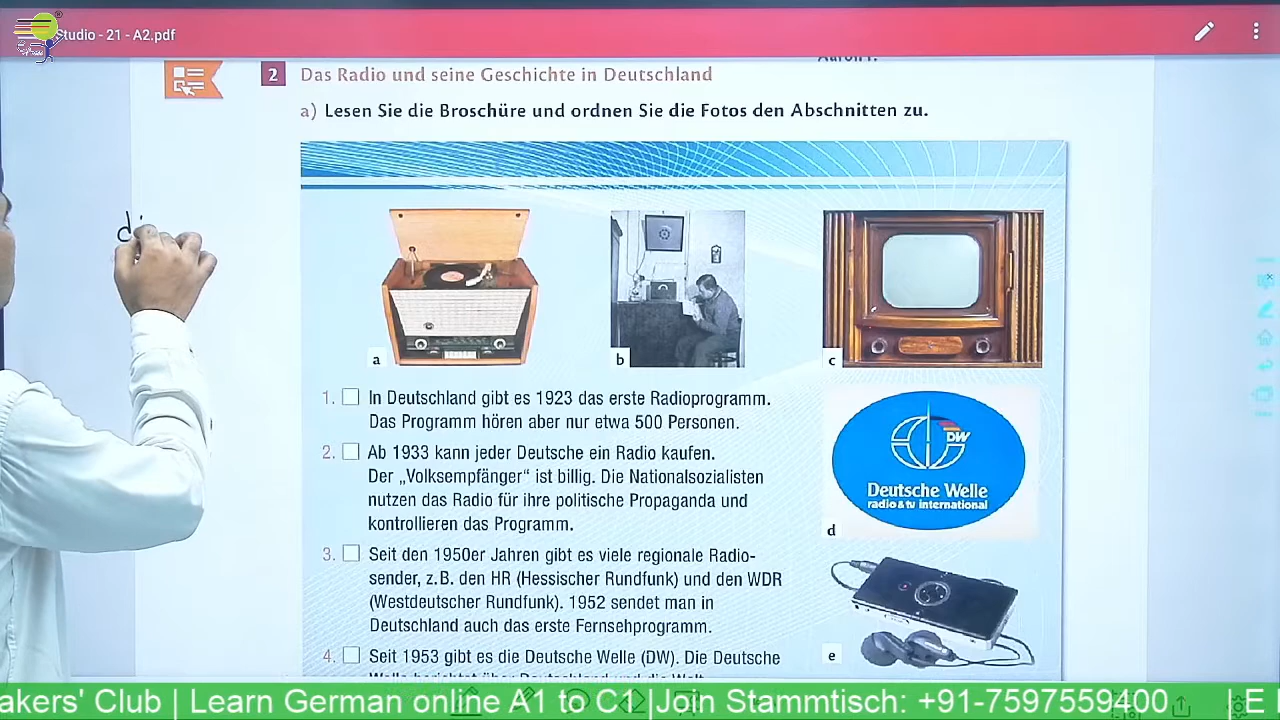 Studio - 21 - A2.pdf
2 Das Radio und seine Geschichte in Deutschland
a) Lesen Sie die Broschüre und ordnen Sie die Fotos den Abschnitten zu.
a
b
c
1. In Deutschland gibt es 1923 das erste Radioprogramm.
Das Programm hören aber nur etwa 500 Personen.
2. Ab 1933 kann jeder Deutsche ein Radio kaufen.
Der „Volksempfänger“ ist billig. Die Nationalsozialisten
nutzen das Radio für ihre politische Propaganda und
kontrollieren das Programm.
DW
Deutsche Welle
radio & tv international
d
3. Seit den 1950er Jahren gibt es viele regionale Radio-
sender, z. B. den HR (Hessischer Rundfunk) und den WDR
(Westdeutscher Rundfunk). 1952 sendet man in
Deutschland auch das erste Fernsehprogramm.
e
4. Seit 1953 gibt es die Deutsche Welle (DW). Die Deutsche
akers' Club | Learn German online A1 to C1 |Join Stammtisch: +91-7597559400 | E